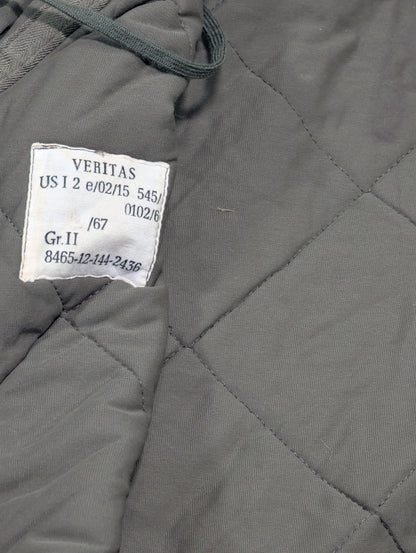 VERITAS
US I 2 e/02/15 545/
0102/6
/67
Gr.II
8465-12-144-2436